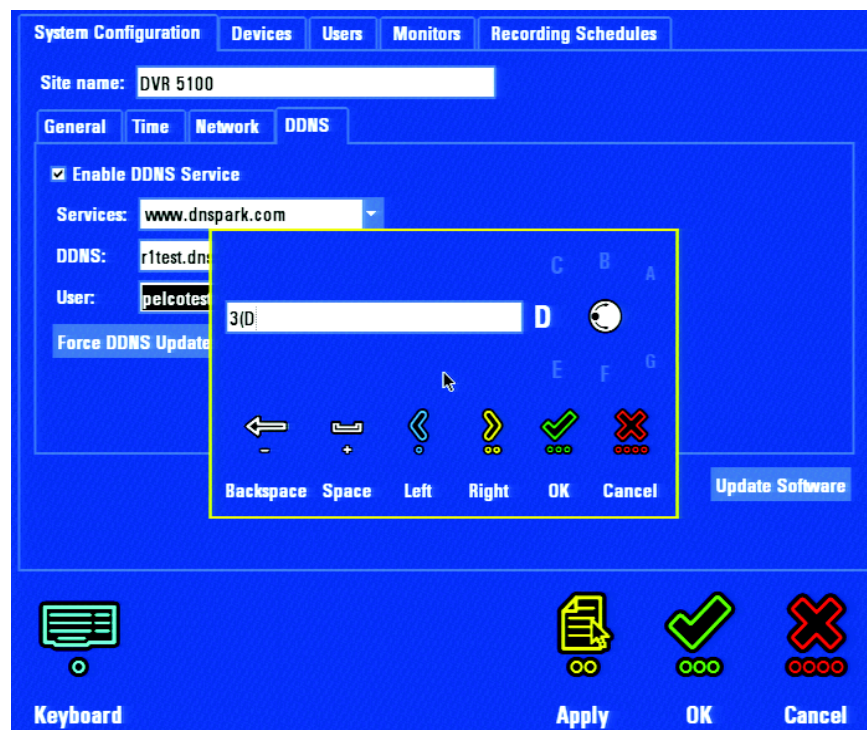 System Configuration Devices Users Monitors Recording Schedules
Site name: DVR 5100
General Time Network DDNS
Enable DDNS Service
Services: www.dnspark.com
DDNS: r1test.dns
User: pelcotest
Force DDNS Update
C B A
3(D D
E F G
- +
Backspace Space Left Right OK Cancel
Update Software
Keyboard Apply OK Cancel